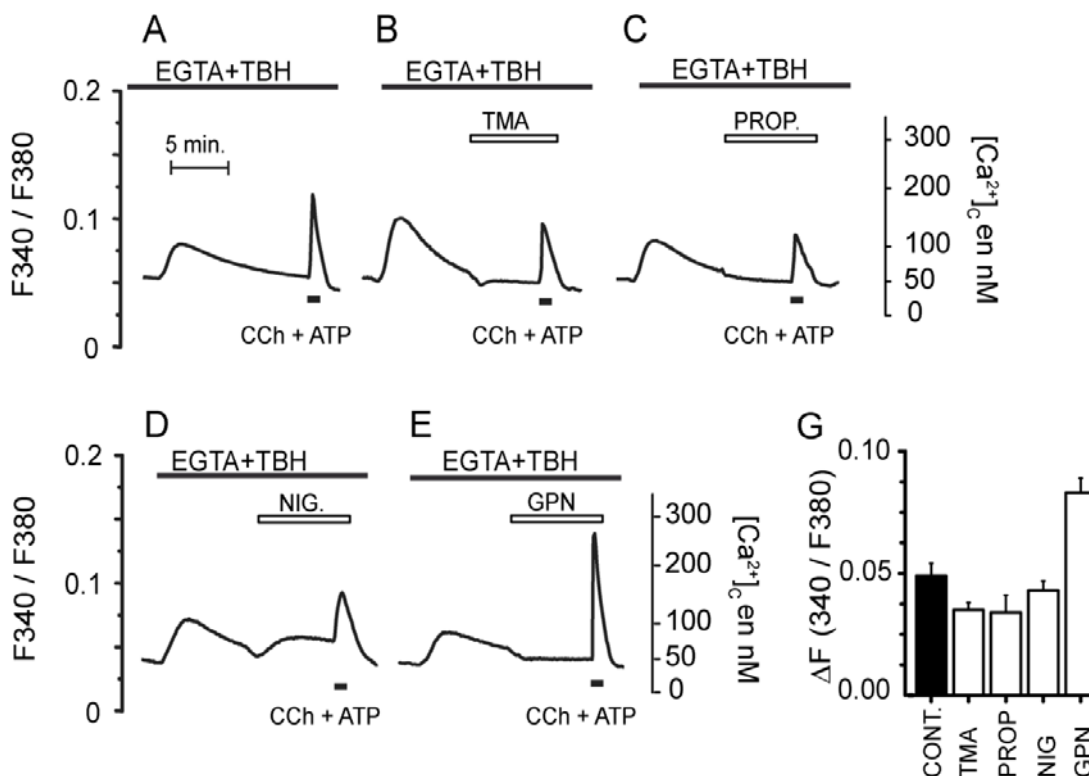 A B C
EGTA+TBH EGTA+TBH EGTA+TBH
TMA PROP.
5 min.
F340 / F380
0.2
0.1
0
300
200
100
50
0
[Ca²⁺]c en nM
CCh + ATP CCh + ATP CCh + ATP
D E G
EGTA+TBH EGTA+TBH
NIG. GPN
F340 / F380
0.2
0.1
0
300
200
100
50
0
[Ca²⁺]c en nM
CCh + ATP CCh + ATP
ΔF (340 / F380)
0.10
0.05
0.00
CONT.
TMA
PROP
NIG
GPN